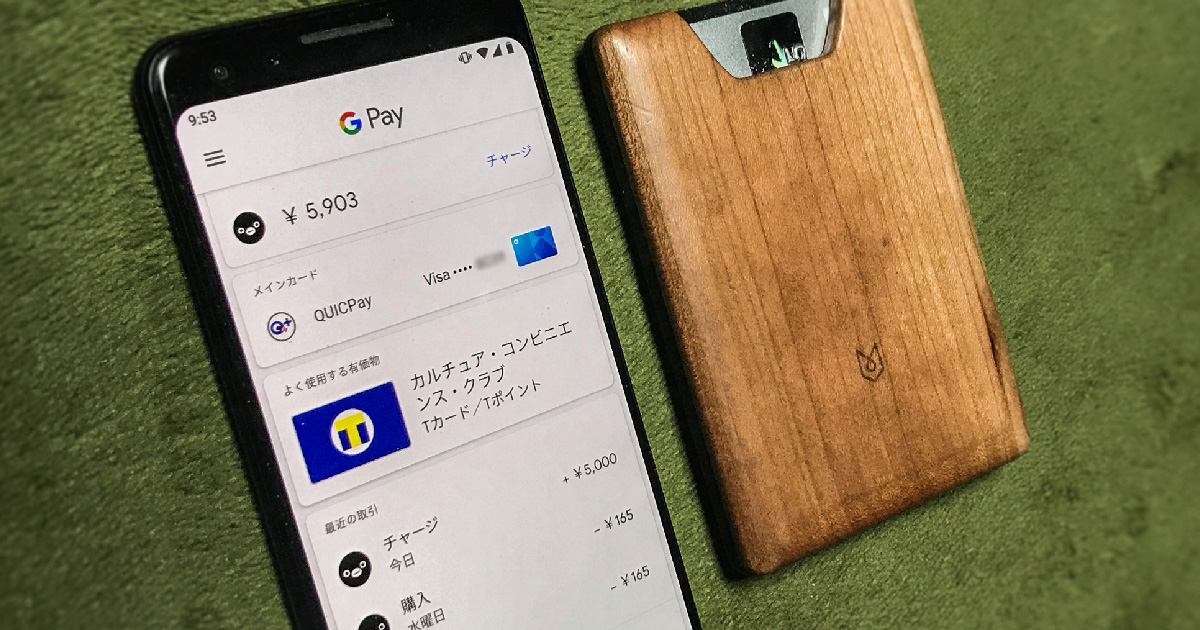 9:53
G Pay
チャージ
¥ 5,903
メインカード
QUICPay
Visa ••••
よく使用する有価物
カルチュア・コンビニエ
ンス・クラブ
Tカード/Tポイント
最近の取引
+ ¥5,000
チャージ
今日
- ¥165
購入
水曜日
- ¥165